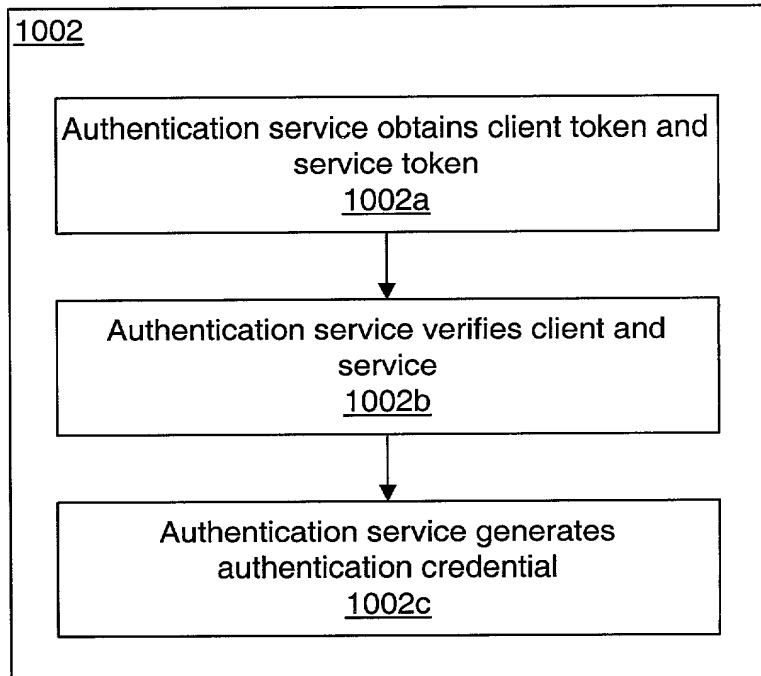 1002
Authentication service obtains client token and
service token
1002a
Authentication service verifies client and
service
1002b
Authentication service generates
authentication credential
1002c